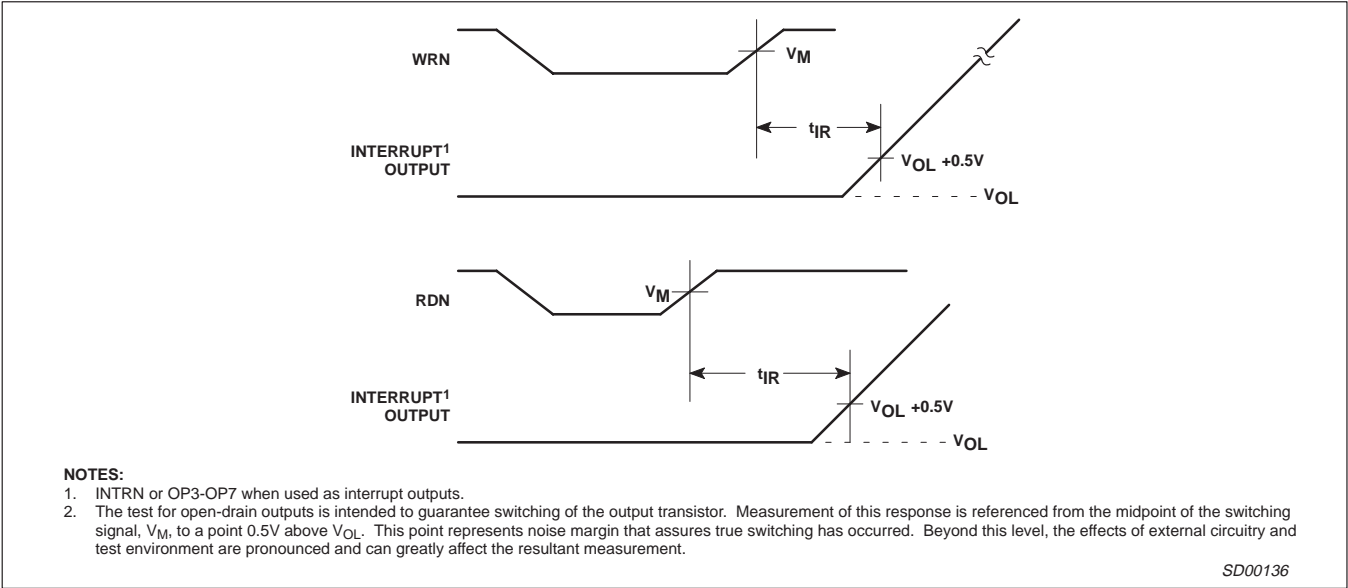 WRN
VM
tIR
INTERRUPT1
OUTPUT
VOL +0.5V
VOL
RDN
VM
tIR
INTERRUPT1
OUTPUT
VOL +0.5V
VOL
NOTES:
1. INTRN or OP3-OP7 when used as interrupt outputs.
2. The test for open-drain outputs is intended to guarantee switching of the output transistor. Measurement of this response is referenced from the midpoint of the switching
signal, VM, to a point 0.5V above VOL. This point represents noise margin that assures true switching has occurred. Beyond this level, the effects of external circuitry and
test environment are pronounced and can greatly affect the resultant measurement.
SD00136